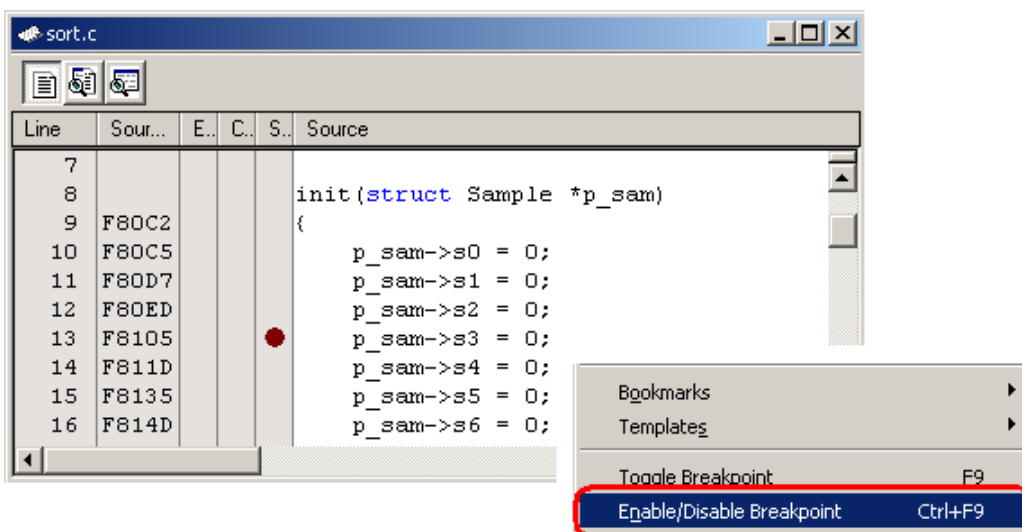 sort.c
Line Sour... E.. C.. S.. Source
7
8 init(struct Sample *p_sam)
9 F80C2 {
10 F80C5 p_sam->s0 = 0;
11 F80D7 p_sam->s1 = 0;
12 F80ED p_sam->s2 = 0;
13 F8105 p_sam->s3 = 0;
14 F811D p_sam->s4 = 0;
15 F8135 p_sam->s5 = 0;
16 F814D p_sam->s6 = 0;
Bookmarks
Templates
Toggle Breakpoint F9
Enable/Disable Breakpoint Ctrl+F9